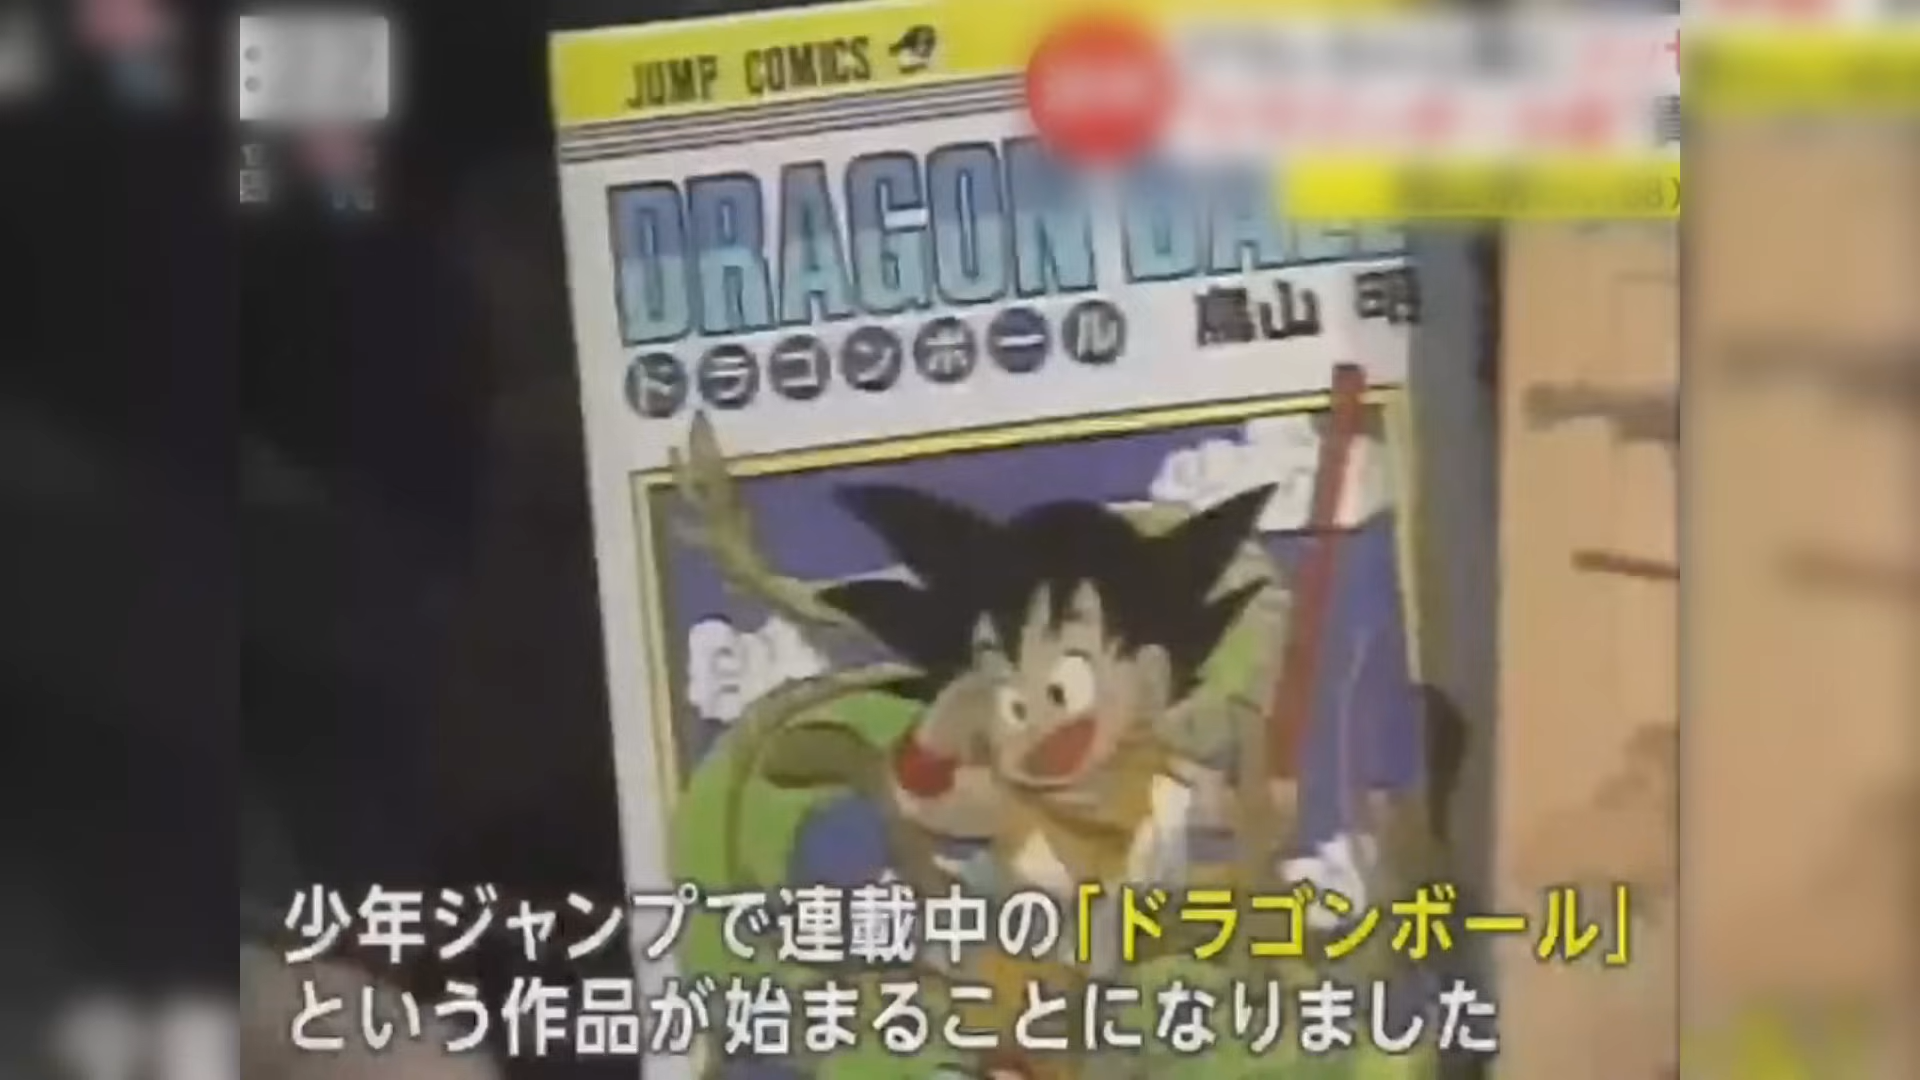 JUMP COMICS
DRAGON BALL
ドラゴンボール 鳥山 明
少年ジャンプで連載中の「ドラゴンボール」
という作品が始まることになりました